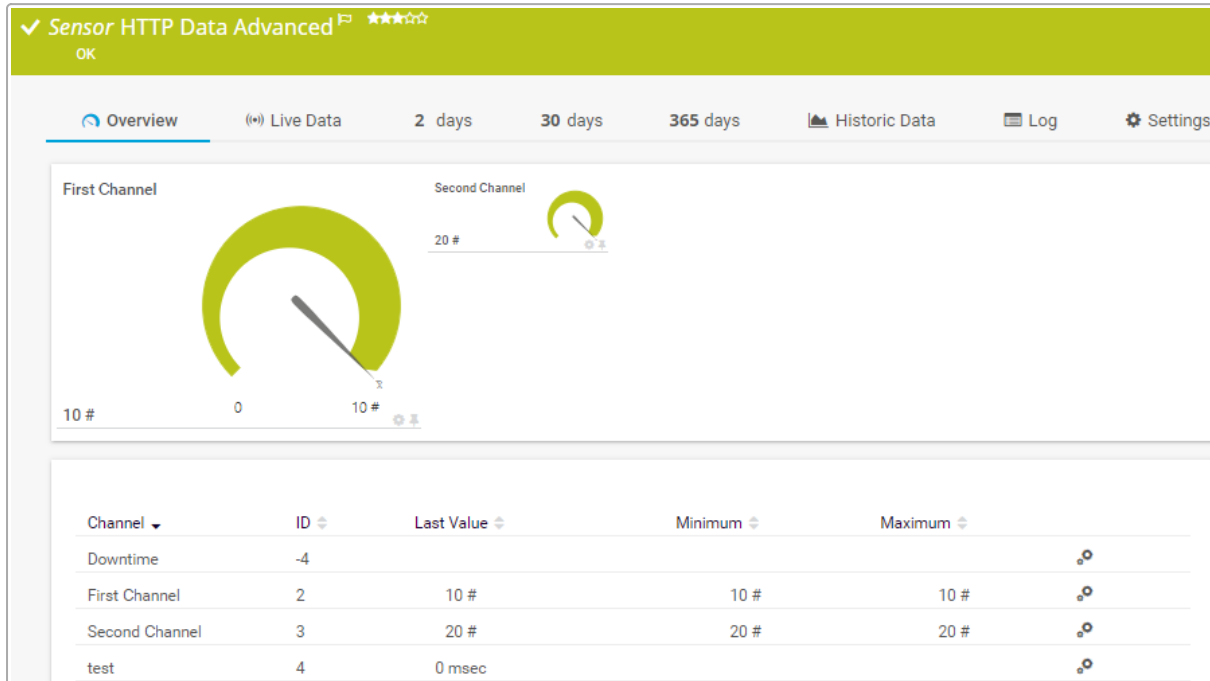 Sensor HTTP Data Advanced
OK
Overview Live Data 2 days 30 days 365 days Historic Data Log Settings
First Channel
Second Channel
20 #
0 10 #
10 #
Channel ID Last Value Minimum Maximum
Downtime -4
First Channel 2 10 # 10 # 10 #
Second Channel 3 20 # 20 # 20 #
test 4 0 msec